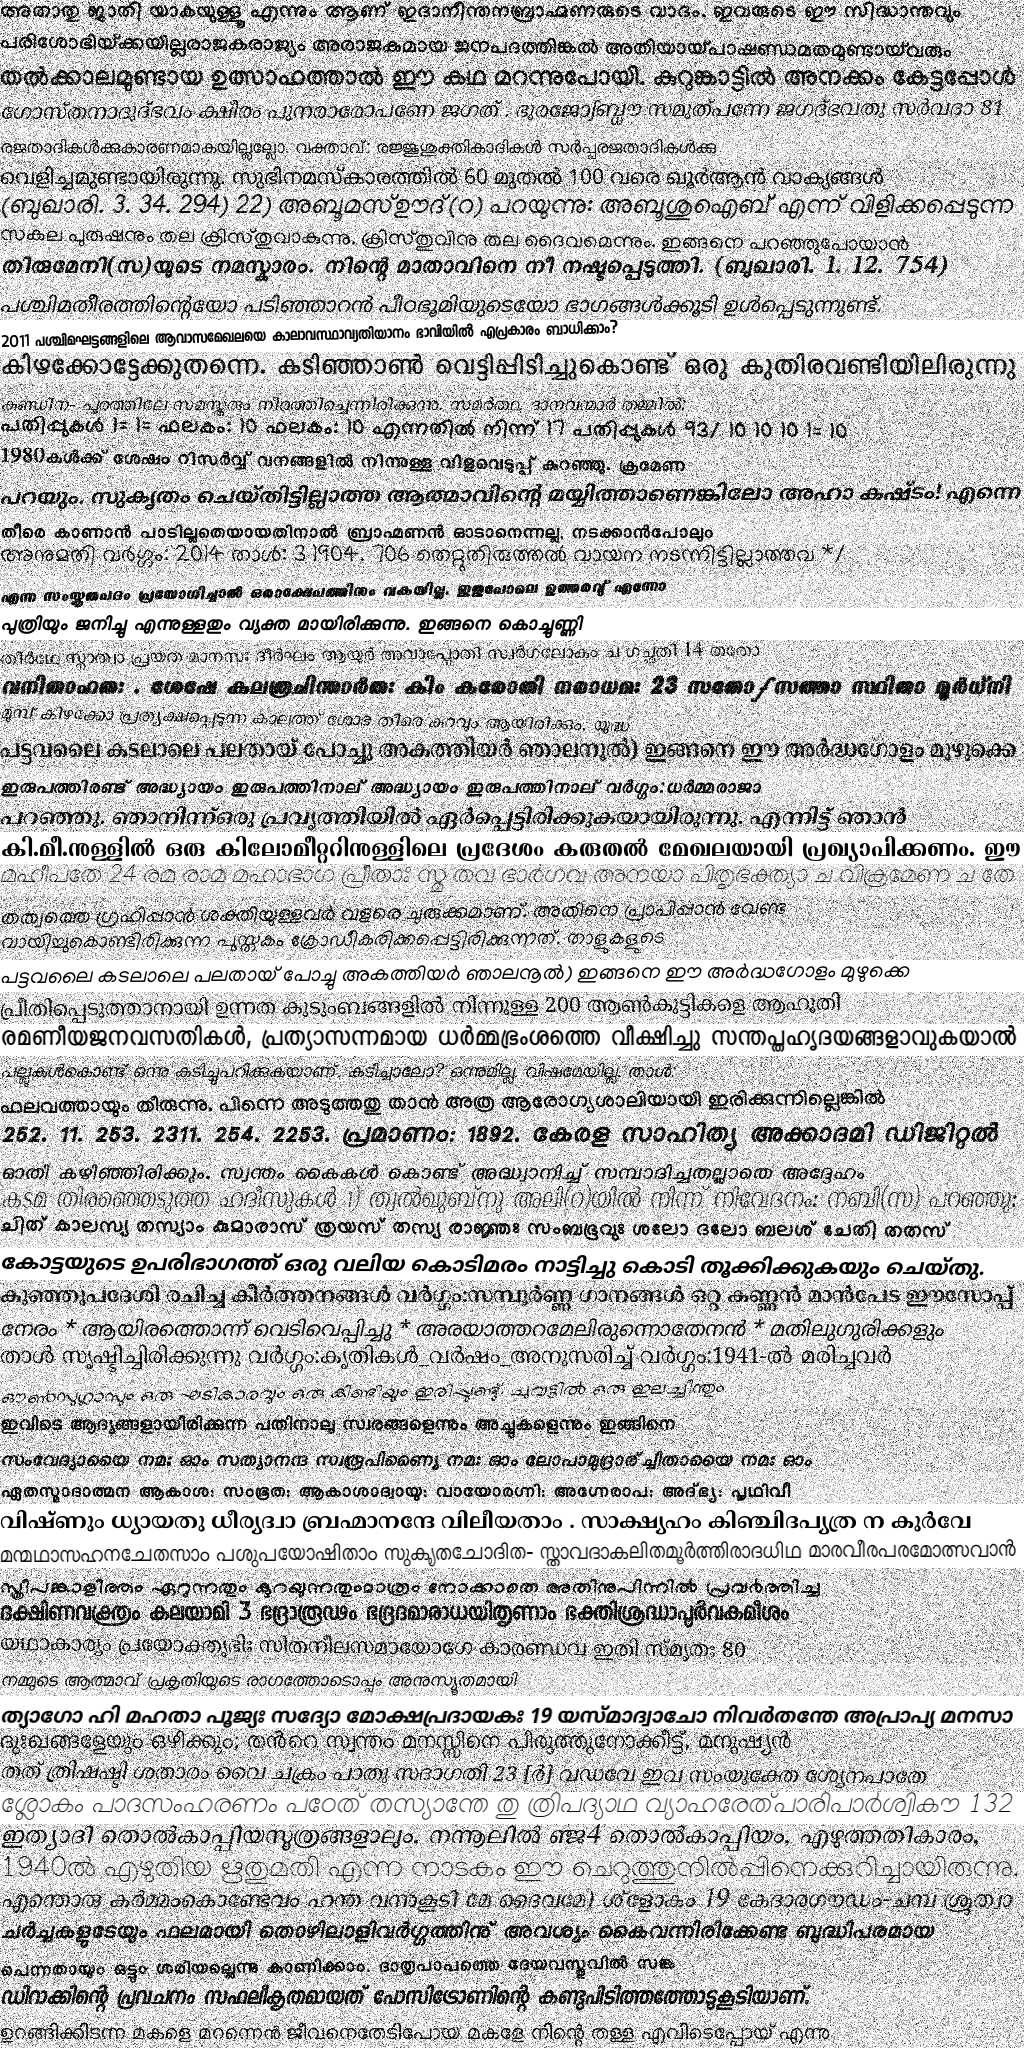 അതാതു ജാതി യാകയുള്ളൂ എന്നും ആണ് ഇദാനീന്തനബ്രാഹ്മണരുടെ വാദം. ഇവരുടെ ഈ സിദ്ധാന്തവും
പരിശോഭിയ്ക്കയില്ലരാജകരാജ്യം അരാജകമായ ജനപദത്തിങ്കൽ അതിയായ്പാഷണ്ഡമതമുണ്ടായ്‌വരും
തൽക്കാലമുണ്ടായ ഉത്സാഹത്താൽ ഈ കഥ മറന്നുപോയി. കുറുങ്കാട്ടിൽ അനക്കം കേട്ടപ്പോൾ
ഗോസ്തനാദുദ്ഭവം ക്ഷീരം പുനരാരോപണേ ജഗത് . സമുത്പന്നേ ജഗദ്ഭവതു സർവദാ 81
രജതാദികൾക്കുകാരണമാകയില്ലല്ലോ. വക്താവ്: രജ്ജുശുക്തികാദികൾ സർപ്പരജതാദികൾക്കു
വെളിച്ചമുണ്ടായിരുന്നു. സുഭിനമസ്കാരത്തിൽ 60 മുതൽ 100 വരെ ഖുർആൻ വാക്യങ്ങൾ
(ബുഖാരി. 3. 34. 294) 22) അബൂമസ്ഊദ്(റ) പറയുന്നു: അബൂശുഐബ് എന്ന് വിളിക്കപ്പെടുന്ന
സകല പുരുഷനും തല ക്രിസ്തുവാകുന്നു. ക്രിസ്തുവിനു തല ദൈവമെന്നും. ഇങ്ങനെ പറഞ്ഞുപോയാൻ
തിരുമേനി(സ)യുടെ നമസ്കാരം. നിന്റെ മാതാവിനെ നീ നഷ്ടപ്പെടുത്തി. (ബുഖാരി. 1. 12. 754)
പശ്ചിമതീരത്തിന്റെയോ പടിഞ്ഞാറൻ പീഠഭൂമിയുടെയോ ഭാഗങ്ങൾക്കൂടി ഉൾപ്പെടുന്നുണ്ട്.
2011 പശ്ചിമഘട്ടങ്ങളിലെ ആവാസമേഖലയെ കാലാവസ്ഥാവ്യതിയാനം ഭാവിയിൽ എപ്രകാരം ബാധിക്കാം?
കിഴക്കോട്ടേക്കുതന്നെ. കടിഞ്ഞാൺ വെട്ടിപ്പിടിച്ചുകൊണ്ട് ഒരു കുതിരവണ്ടിയിലിരുന്നു
കുണ്ഡിന- പുരത്തിലേ സമസ്തരും നിരത്തിച്ചെന്നിരിക്കുന്നു. സമർത്ഥ. ദാനവന്മാർ തമ്മിൽ;
പതിപ്പുകൾ 1= 1= ഫലകം: 10 ഫലകം: 10 എന്നതിൽ നിന്ന് 17 പതിപ്പുകൾ 93/ 10 10 10 1= 10
1980കൾക്ക് ശേഷം റിസർവ്വ് വനങ്ങളിൽ നിന്നുള്ള വിളവെടുപ്പ് കുറഞ്ഞു. ക്രമേണ
പറയും. സുകൃതം ചെയ്തിട്ടില്ലാത്ത ആത്മാവിന്റെ മയ്യിത്താണെങ്കിലോ അഹാ കഷ്ടം! എന്നെ
തീരെ കാണാൻ പാടില്ലതെയായതിനാൽ ബ്രാഹ്മണൻ ഓടാനെന്നല്ല, നടക്കാൻപോലും
അനുമതി വർഗ്ഗം: 2014 താൾ: 31904. 706 തെറ്റുതിരുത്തൽ വായന നടന്നിട്ടില്ലാത്തവ */
എന്ന സംയുജപദം പ്രയോഗിച്ചാൽ ഒരാക്ഷേപത്തിനും വകയില്ല. ഇതുപോലെ ഉത്തരവ് എന്നോ
പുത്രിയും ജനിച്ചു എന്നുള്ളതും വ്യക്ത മായിരിക്കുന്നു. ഇങ്ങനെ കൊച്ചുണ്ണി
തീർഥേ സ്നാത്വാ പ്രയത മാനസഃ ദീർഘം ആയുർ അവാപ്നോതി സ്വർഗലോകം ച ഗച്ഛതി 14 തതോ
വനിതാഹതഃ . ശേഷേ കുലത്രചിന്താർതഃ കിം കരോതി നരാധമഃ 23 സതോ/സത്താ സ്ഥിതാ മൂർധ്നി
മുമ്പ് കിഴക്കോ പ്രത്യക്ഷപ്പെടുന്ന കാലത്ത് ശോഭ തീരെ കുറവും ആയിരിക്കും.
പട്ടവലൈ കടലാലെ പലതായ് പോച്ചു അകത്തിയർ ഞാലനൂൽ) ഇങ്ങനെ ഈ അർദ്ധഗോളം മുഴുക്കെ
ഇരുപത്തിരണ്ട് അദ്ധ്യായം ഇരുപത്തിനാല് അദ്ധ്യായം ഇരുപത്തിനാല് വർഗ്ഗം:ധർമ്മരാജാ
പറഞ്ഞു. ഞാനിന്ന്ഒരു പ്രവൃത്തിയിൽ ഏർപ്പെട്ടിരിക്കുകയായിരുന്നു. എന്നിട്ട് ഞാൻ
കി.മീ.നുള്ളിൽ ഒരു കിലോമീറ്ററിനുള്ളിലെ പ്രദേശം കരുതൽ മേഖലയായി പ്രഖ്യാപിക്കണം. ഈ
മഹീപതേ 24 രമ രാമ മഹാഭാഗ പ്രീതാഃ സ്മ തവ ഭാർഗവ അനയാ പിതൃഭക്ത്യാ ച വിക്രമേണ ച തേ
തത്വത്തെ ഗ്രഹിപ്പാൻ ശക്തിയുള്ളവർ വളരെ ചുരുക്കമാണ്. അതിനെ പ്രാപിപ്പാൻ വേണ്ട
വായിച്ചുകൊണ്ടിരിക്കുന്ന പുസ്തകം ക്രോഡീകരിക്കപ്പെട്ടിരിക്കുന്നത്. താളുകളുടെ
പട്ടവലൈ കടലാലെ പലതായ് പോച്ചു അകത്തിയർ ഞാലനൂൽ) ഇങ്ങനെ ഈ അർദ്ധഗോളം മുഴുക്കെ
പ്രീതിപ്പെടുത്താനായി ഉന്നത കുടുംബങ്ങളിൽ നിന്നുള്ള 200 ആൺകുട്ടികളെ ആഹൂതി
രമണീയജനവസതികൾ, പ്രത്യാസന്നമായ ധർമ്മഭ്രംശത്തെ വീക്ഷിച്ചു സന്തപ്തഹൃദയങ്ങളാവുകയാൽ
പല്ലുകൾകൊണ്ട് ഒന്നു കടിച്ചുപറിക്കുകയാണ്. കടിച്ചാലോ? ഒന്നുമില്ല, വിഷമേയില്ല. താൾ:
ഫലവത്തായും തിരുന്നു. പിന്നെ അടുത്തതു താൻ അത്ര ആരോഗ്യശാലിയായി ഇരിക്കുന്നില്ലെങ്കിൽ
252. 11. 253. 2311. 254. 2253. പ്രമാണം: 1892. കേരള സാഹിത്യ അക്കാദമി ഡിജിറ്റൽ
ഓതി കഴിഞ്ഞിരിക്കും. സ്വന്തം കൈകൾ കൊണ്ട് അദ്ധ്വാനിച്ച് സമ്പാദിച്ചതല്ലാതെ അദ്ദേഹം
കടമ തിരഞ്ഞെടുത്ത ഹദീസുകൾ 1) ത്വൽഖുബ്നു അലി(റ)യിൽ നിന്ന് നിവേദനം: നബി(സ) പറഞ്ഞു:
ചിത് കാലസ്യ തസ്യാം കുമാരാസ് ത്രയസ് തസ്യ രാജ്ഞഃ സംബഭൂവുഃ ശലോ ദലോ ബലശ് ചേതി തതസ്
കോട്ടയുടെ ഉപരിഭാഗത്ത് ഒരു വലിയ കൊടിമരം നാട്ടിച്ചു കൊടി തൂക്കിക്കുകയും ചെയ്തു.
കുഞ്ഞുപദേശി രചിച്ച കീർത്തനങ്ങൾ വർഗ്ഗം:സമ്പൂർണ്ണ ഗാനങ്ങൾ ഒറ്റ കണ്ണൻ മാൻപേട ഈസോപ്പ്
നേരം * ആയിരത്തൊന്ന് വെടിവെപ്പിച്ചു * അരയാത്തറമേലിരുന്നൊതേനൻ * മതിലുഗുരിക്കളും
താൾ സൃഷ്ടിച്ചിരിക്കുന്നു വർഗ്ഗം:കൃതികൾ_വർഷം_അനുസരിച്ച് വർഗ്ഗം:1941-ൽ മരിച്ചവർ
ഔൺസുഗ്ലാസും ഒരു ഘടികാരവും ഒരു കിണ്ടിയും ഇരിപ്പുണ്ട്. ചുവട്ടിൽ ഒരു ഇലച്ചീന്തും
ഇവിടെ ആദ്യങ്ങളായിരിക്കുന്ന പതിനാലു സ്വരങ്ങളെന്നും അച്ചുകളെന്നും ഇങ്ങിനെ
സംവേദ്യായൈ നമഃ ഓം സത്യാനന്ദ സ്വരൂപിണ്യൈ നമഃ ഓം ലോപാമുദ്രാര്ച്ചിതായൈ നമഃ ഓം
ഏതസ്മാദാത്മന ആകാശഃ സംഭൂതഃ ആകാശാദ്വായുഃ വായോരഗ്നിഃ അഗ്നേരാപഃ അദ്ഭ്യഃ പൃഥിവീ
വിഷ്ണും ധ്യായതു ധീര്യദ്വാ ബ്രഹ്മാനന്ദേ വിലീയതാം . സാക്ഷ്യഹം കിഞ്ചിദപ്യത്ര ന കുർവേ
മന്മഥാസഹനചേതസാം പശുപയോഷിതാം സുകൃതചോദിത- സ്താവദാകലിതമൂർത്തിരാദധിഥ മാരവീരപരമോത്സവാൻ
സ്ത്രീപങ്കാളിത്തം ഏറുന്നതും കുറയുന്നതുംമാത്രം നോക്കാതെ അതിനുപിന്നിൽ പ്രവർത്തിച്ച
ദക്ഷിണവക്ത്രം കലയാമി 3 ഭദ്രാരൂഢം ഭദ്രദമാരാധയിതൃണാം ഭക്തിശ്രദ്ധാപൂർവകമീശം
യഥാകാര്യം പ്രയോക്തൃഭിഃ സിതനീലസമായോഗേ കാരണ്ഡവ ഇതി സ്മൃതഃ 80
നമ്മുടെ ആത്മാവ് പ്രകൃതിയുടെ രാഗത്തോടൊപ്പം അനുസ്യൂതമായി
ത്യാഗോ ഹി മഹതാ പൂജ്യഃ സദ്യോ മോക്ഷപ്രദായകഃ 19 യസ്മാദ്വാചോ നിവർതന്തേ അപ്രാപ്യ മനസാ
ദുഃഖങ്ങളേയും ഒഴിക്കും; തൻറെ സ്വന്തം മനസ്സിനെ പിരുത്തുനോക്കീട്ട്, മനുഷ്യൻ
തത് ത്രിഷഷ്ടി ശതാരം വൈ ചക്രം പാതു സദാഗതി 23 [ർ] വഡവേ ഇവ സംയുക്തേ ശ്യേനപാതേ
ശ്ലോകം പാദസംഹരണം പഠേത് തസ്യാന്തേ തു ത്രിപദ്യാഥ വ്യാഹരേത്പാരിപാർശ്വികൗ 132
ഇത്യാദി തൊൽകാപ്പിയസൂത്രങ്ങളാലും, നന്നൂലിൽ ഞ്ജ4 തൊൽകാപ്പിയം, എഴുത്തതികാരം,
1940ൽ എഴുതിയ ഋതുമതി എന്ന നാടകം ഈ ചെറുത്തുനിൽപ്പിനെക്കുറിച്ചായിരുന്നു.
എന്തൊരു കർമ്മംകൊണ്ടേവം ഹന്ത വന്നുകൂടി മേ ദൈവമേ) ശ്ളോകം 19 കേദാരഗൗഡം-ചമ്പ ശ്രുത്വാ
ചർച്ചകളുടേയും ഫലമായി തൊഴിലാളിവർഗ്ഗത്തിനു് അവശ്യം കൈവന്നിരിക്കേണ്ട ബുദ്ധിപരമായ
ചെന്നതായും ഒട്ടും ശരിയല്ലെന്നു കാണിക്കാം. ദാതൃപാപത്തെ ദേയവസ്തുവിൽ സങ്ക
ഡിറാക്കിന്റെ പ്രവചനം സഫലീകൃതമായത് പോസിട്രോണിന്റെ കണ്ടുപിടിത്തത്തോടുകൂടിയാണ്.
ഉറങ്ങിക്കിടന്ന മകളെ മറന്നെൻ ജീവനെതേടിപോയ മകളേ നിന്റെ തള്ള എവിടെപ്പോയ് എന്നു